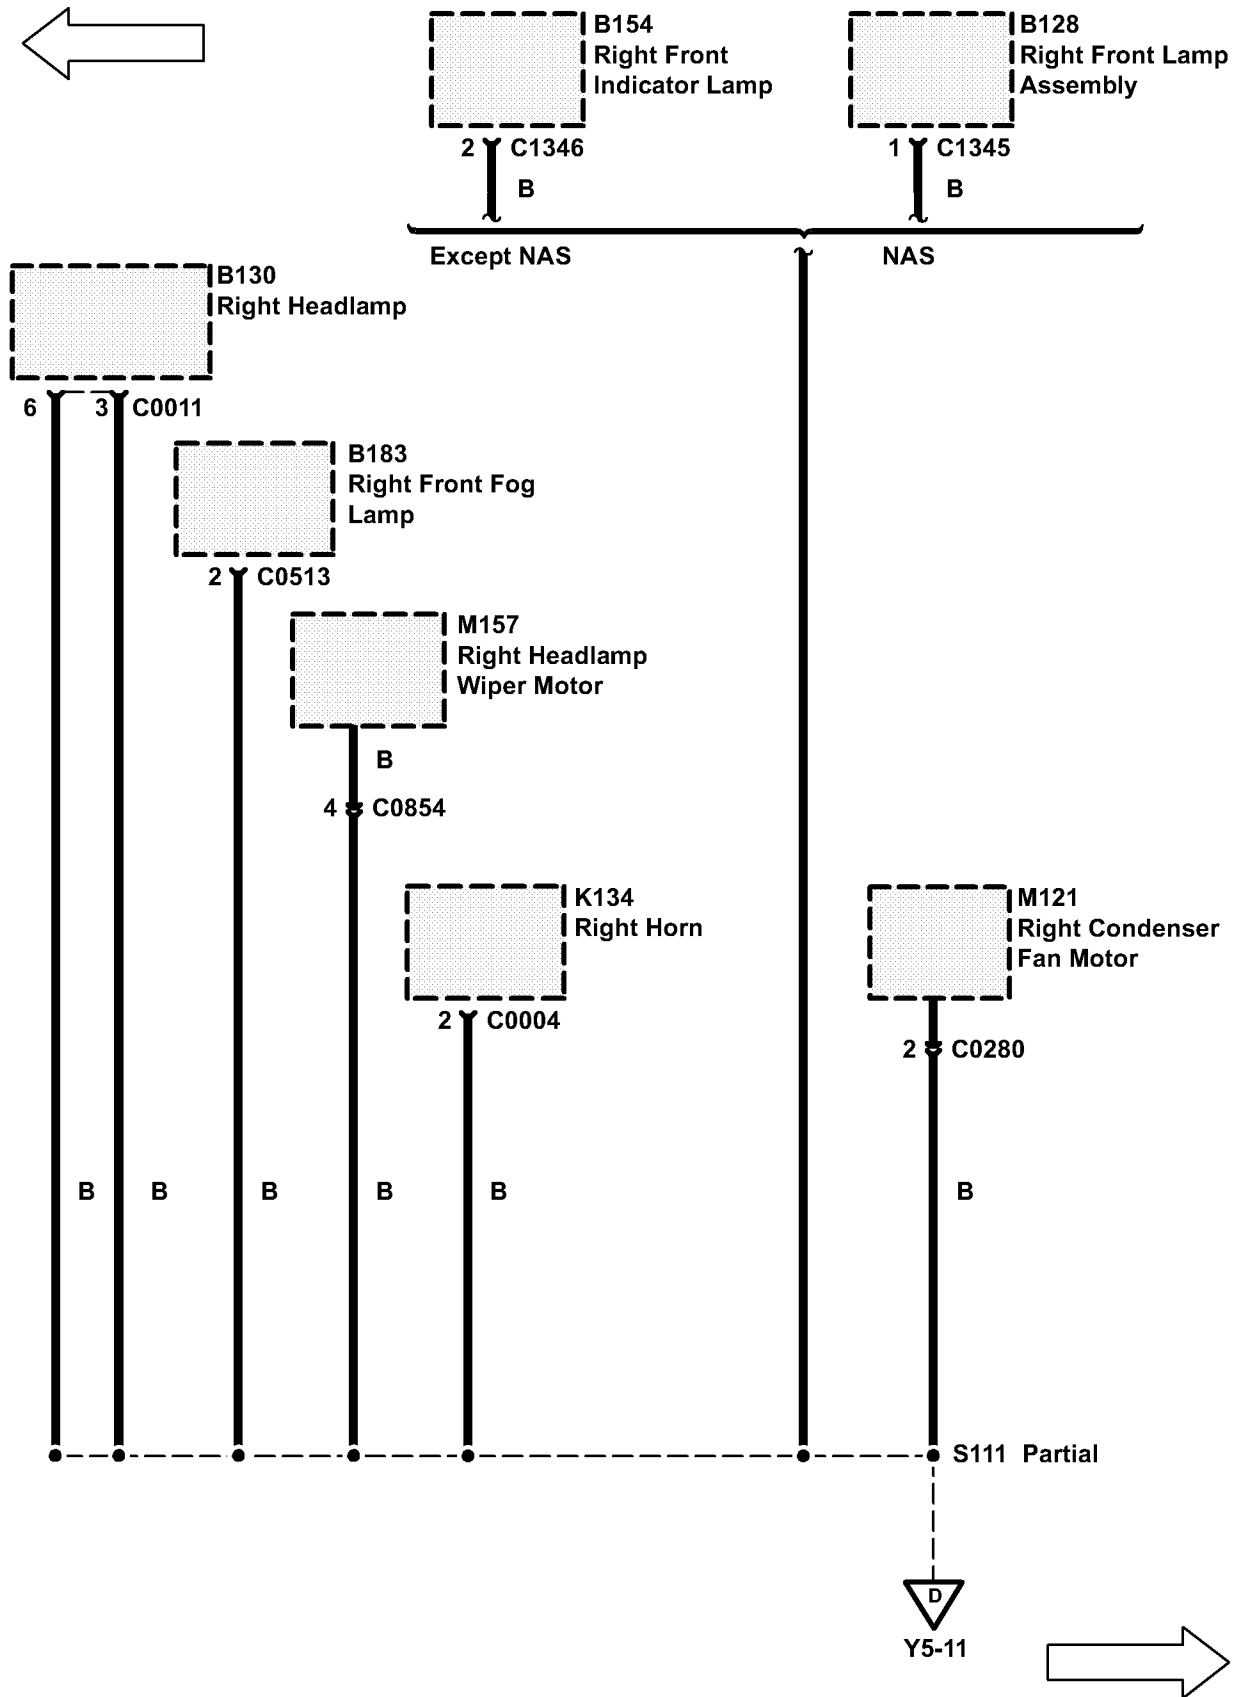 B154
Right Front
Indicator Lamp
B128
Right Front Lamp
Assembly
2 C1346
1 C1345
B
B
Except NAS
NAS
B130
Right Headlamp
6 3 C0011
B183
Right Front Fog
Lamp
2 C0513
M157
Right Headlamp
Wiper Motor
B
4 C0854
K134
Right Horn
M121
Right Condenser
Fan Motor
2 C0004
2 C0280
B B B B B B
S111 Partial
D
Y5-11